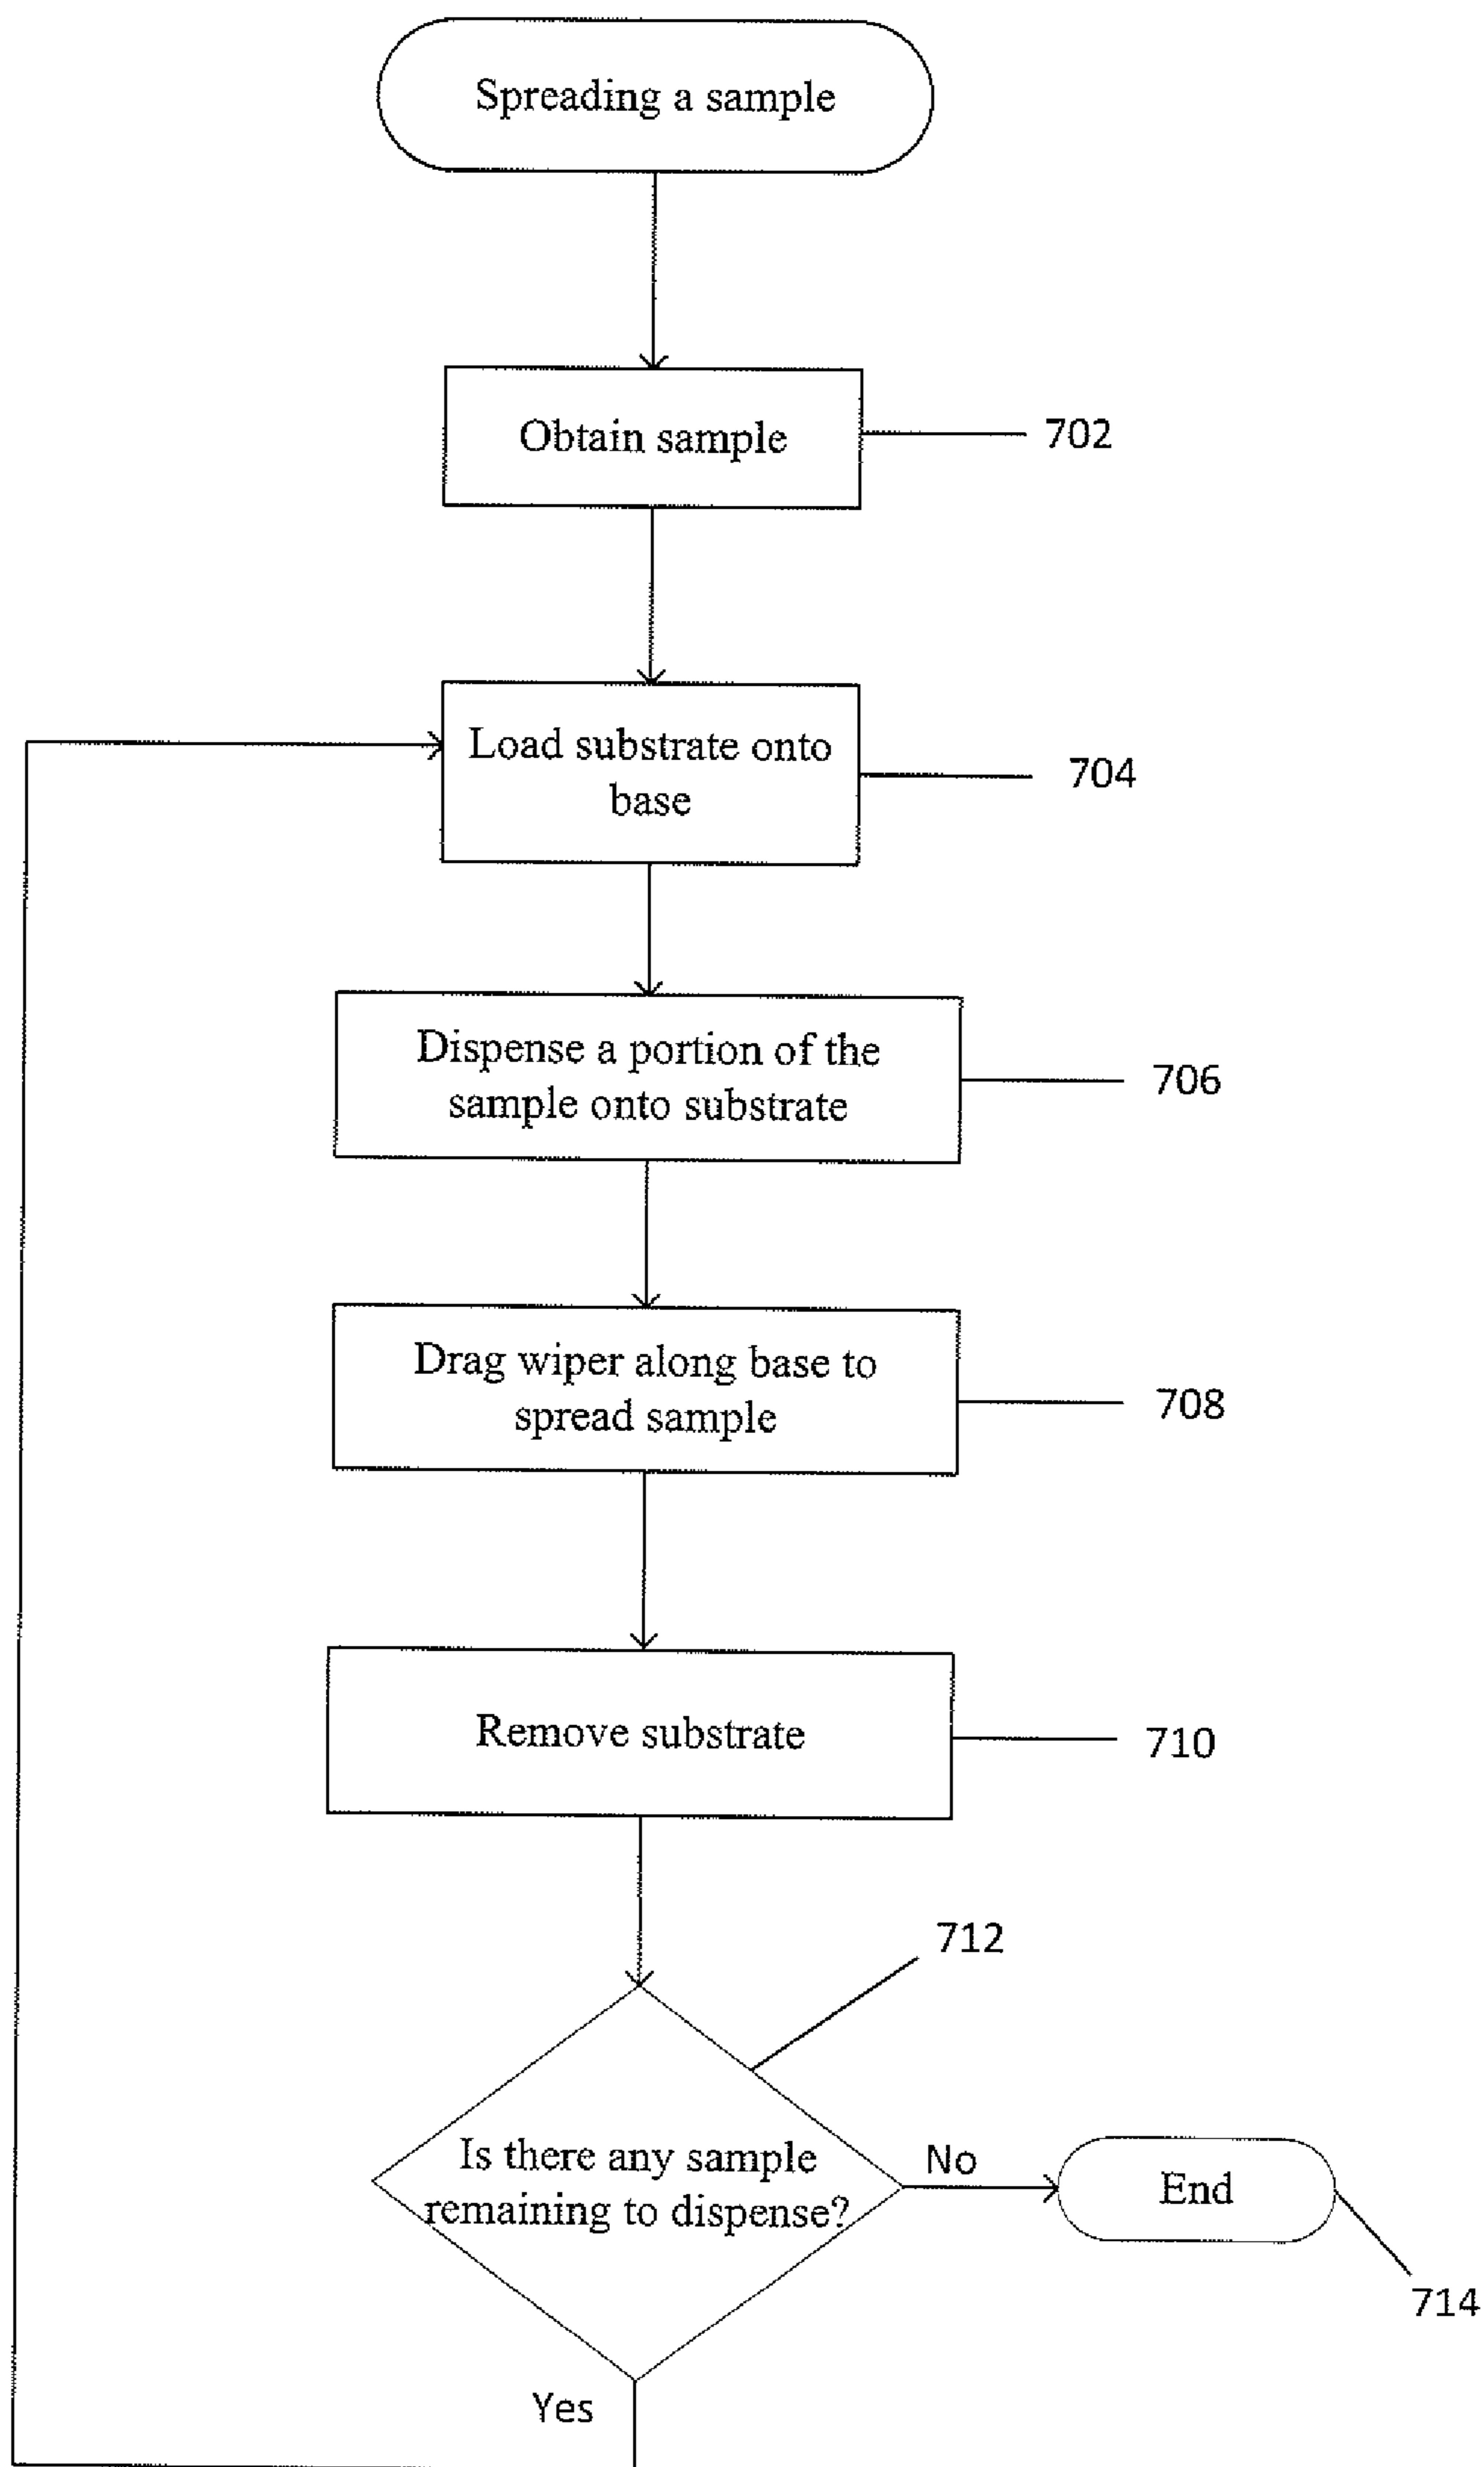 Spreading a sample
Obtain sample
702
Load substrate onto
base
704
Dispense a portion of the
sample onto substrate
706
Drag wiper along base to
spread sample
708
Remove substrate
710
712
Is there any sample
remaining to dispense?
No
End
714
Yes